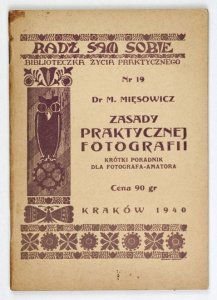 RADŹ SAM SOBIE
BIBLIOTECZKA ŻYCIA PRAKTYCZNEGO
Nr 19
Dr M. MIĘSOWICZ
ZASADY
PRAKTYCZNEJ
FOTOGRAFII
KRÓTKI PORADNIK
DLA FOTOGRAFA-AMATORA
Cena 90 gr
KRAKÓW 1940